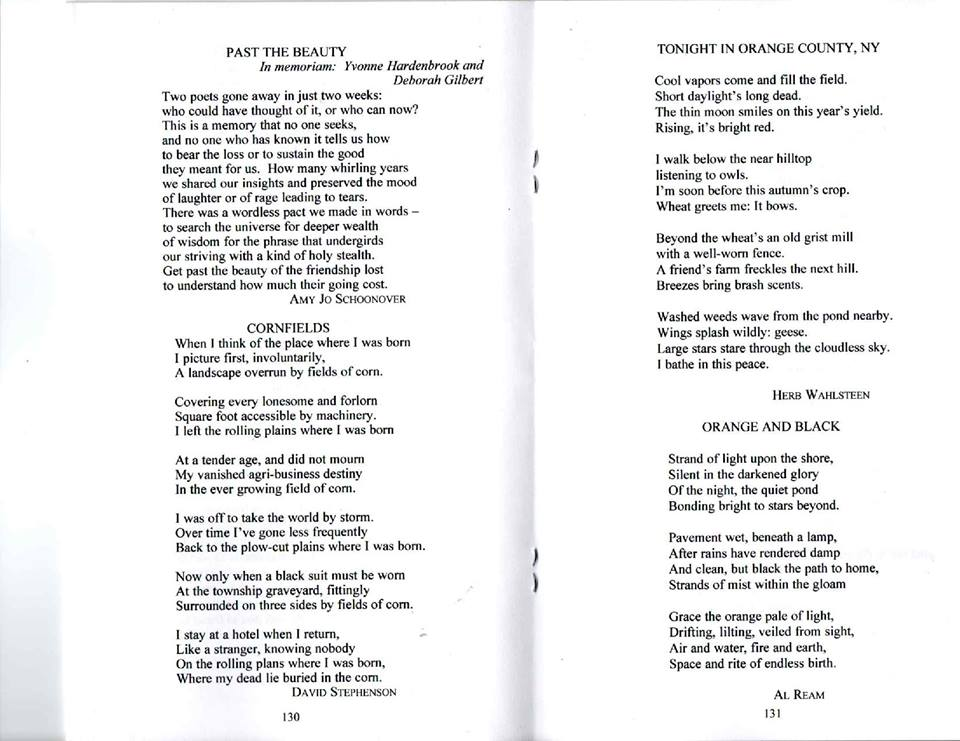 PAST THE BEAUTY
In memoriam: Yvonne Hardenbrook and
Deborah Gilbert
Two poets gone away in just two weeks:
who could have thought of it, or who can now?
This is a memory that no one seeks,
and no one who has known it tells us how
to bear the loss or to sustain the good
they meant for us. How many whirling years
we shared our insights and preserved the mood
of laughter or of rage leading to tears.
There was a wordless pact we made in words –
to search the universe for deeper wealth
of wisdom for the phrase that undergirds
our striving with a kind of holy stealth.
Get past the beauty of the friendship lost
to understand how much their going cost.
AMY JO SCHOONOVER
CORNFIELDS
When I think of the place where I was born
I picture first, involuntarily,
A landscape overrun by fields of corn.
Covering every lonesome and forlorn
Square foot accessible by machinery.
I left the rolling plains where I was born
At a tender age, and did not mourn
My vanished agri-business destiny
In the ever growing field of corn.
I was off to take the world by storm.
Over time I've gone less frequently
Back to the plow-cut plains where I was born.
Now only when a black suit must be worn
At the township graveyard, fittingly
Surrounded on three sides by fields of corn.
I stay at a hotel when I return,
Like a stranger, knowing nobody
On the rolling plans where I was born,
Where my dead lie buried in the corn.
DAVID STEPHENSON
130
TONIGHT IN ORANGE COUNTY, NY
Cool vapors come and fill the field.
Short daylight's long dead.
The thin moon smiles on this year's yield.
Rising, it's bright red.
I walk below the near hilltop
listening to owls.
I'm soon before this autumn's crop.
Wheat greets me: It bows.
Beyond the wheat's an old grist mill
with a well-worn fence.
A friend's farm freckles the next hill.
Breezes bring brash scents.
Washed weeds wave from the pond nearby.
Wings splash wildly: geese.
Large stars stare through the cloudless sky.
I bathe in this peace.
HERB WAHLSTEEN
ORANGE AND BLACK
Strand of light upon the shore,
Silent in the darkened glory
Of the night, the quiet pond
Bonding bright to stars beyond.
Pavement wet, beneath a lamp,
After rains have rendered damp
And clean, but black the path to home,
Strands of mist within the gloam
Grace the orange pale of light,
Drifting, lilting, veiled from sight,
Air and water, fire and earth,
Space and rite of endless birth.
AL REAM
131